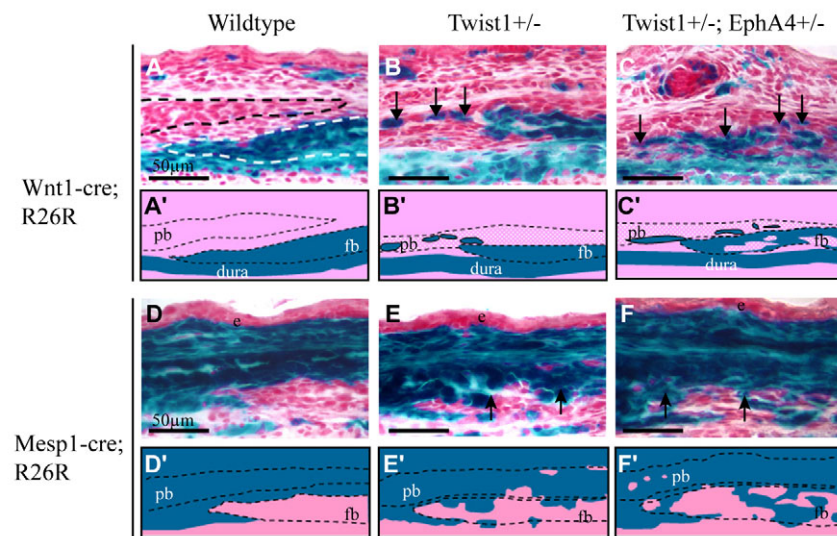 Wildtype Twist1+/- Twist1+/-; EphA4+/-
A B C
Wnt1-cre;
R26R
50μm
A' B' C'
pb fb dura
pb fb dura
pb fb dura
D E F
e e e
Mesp1-cre;
R26R
50μm
D' E' F'
pb fb
pb fb
pb fb